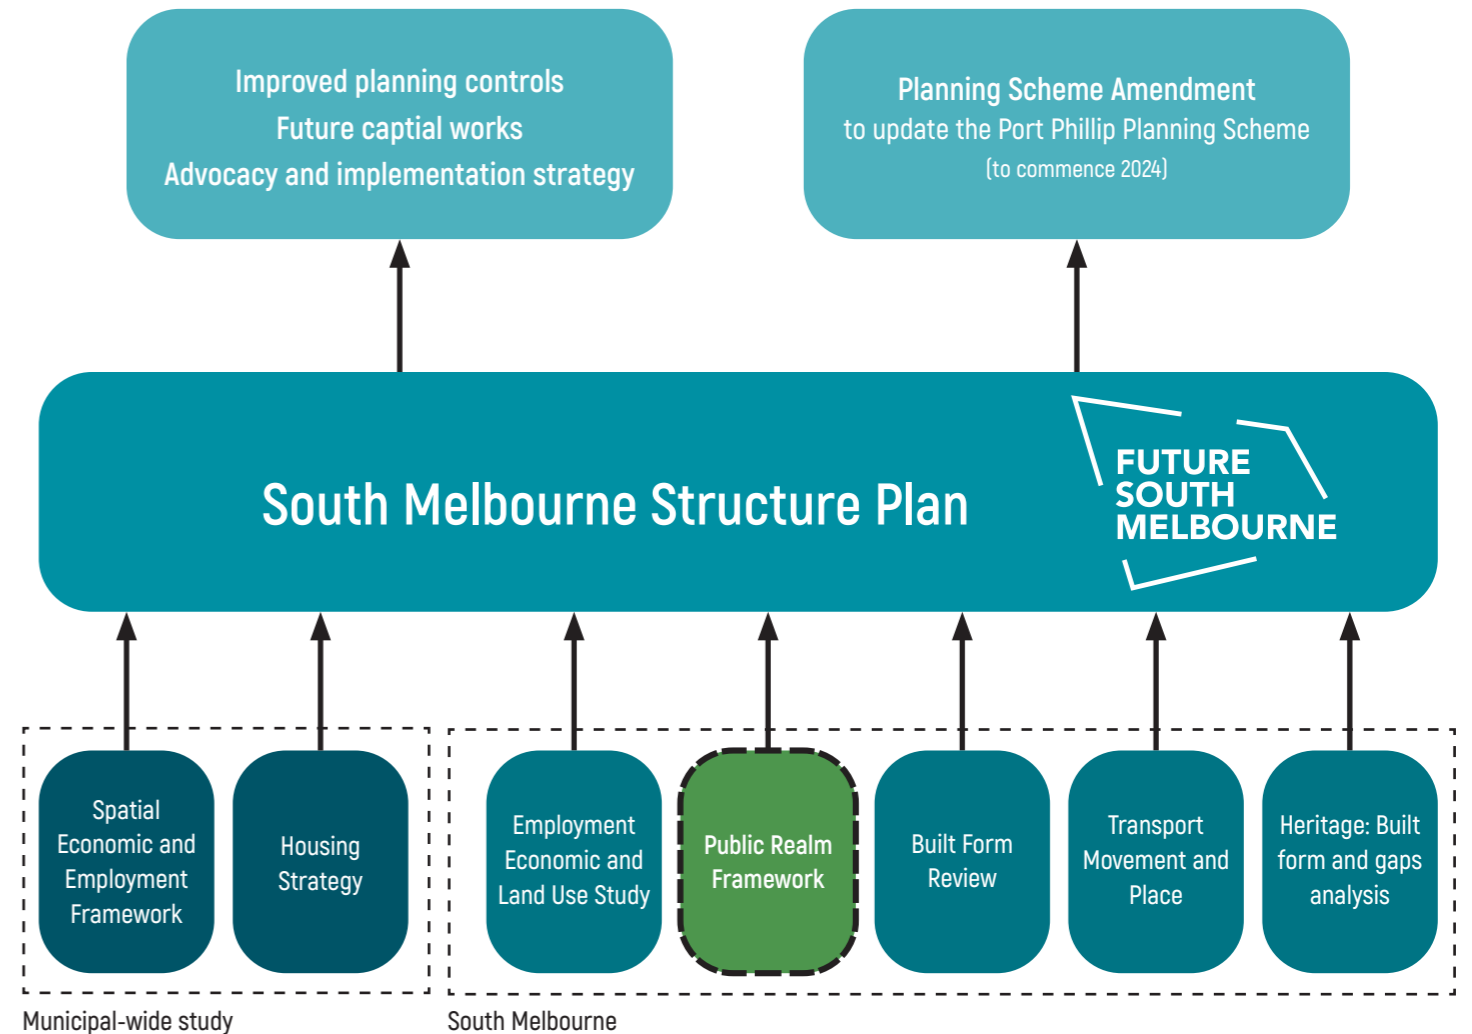 Improved planning controls
Future captial works
Advocacy and implementation strategy
Planning Scheme Amendment
to update the Port Phillip Planning Scheme
(to commence 2024)
South Melbourne Structure Plan
FUTURE
SOUTH
MELBOURNE
Spatial
Economic and
Employment
Framework
Housing
Strategy
Employment
Economic and
Land Use Study
Public Realm
Framework
Built Form
Review
Transport
Movement and
Place
Heritage: Built
form and gaps
analysis
Municipal-wide study
South Melbourne